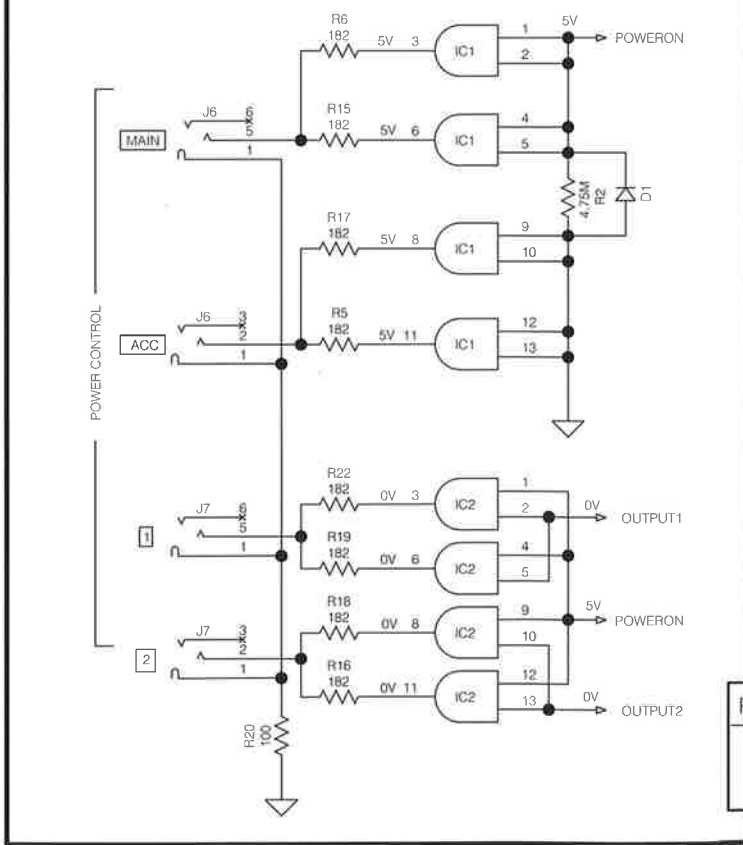 R6
182
5V 3
IC1
1
2
5V
POWERON
J6
6
5
1
MAIN
R15
182
5V 6
IC1
4
5
4.75M
R2
D1
R17
182
5V 8
IC1
9
10
POWER CONTROL
J6
3
2
1
ACC
R5
182
5V 11
IC1
12
13
R22
182
0V 3
IC2
1
2
0V
OUTPUT1
J7
6
5
1
1
R19
182
0V 6
IC2
4
5
R18
182
0V 8
IC2
9
10
5V
POWERON
J7
3
2
1
2
R16
182
0V 11
IC2
12
13
0V
OUTPUT2
R20
100